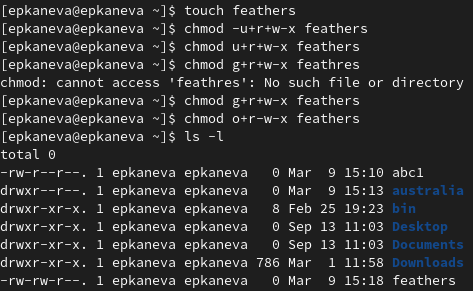 [epkaneva@epkaneva ~]$ touch feathers
[epkaneva@epkaneva ~]$ chmod -u+r+w-x feathers
[epkaneva@epkaneva ~]$ chmod u+r+w-x feathers
[epkaneva@epkaneva ~]$ chmod g+r+w-x feathres
chmod: cannot access 'feathres': No such file or directory
[epkaneva@epkaneva ~]$ chmod g+r+w-x feathers
[epkaneva@epkaneva ~]$ chmod o+r-w-x feathers
[epkaneva@epkaneva ~]$ ls -l
total 0
-rw-r--r--. 1 epkaneva epkaneva   0 Mar  9 15:10 abc1
drwxr--r--. 1 epkaneva epkaneva   0 Mar  9 15:13 australia
drwxr-xr-x. 1 epkaneva epkaneva   8 Feb 25 19:23 bin
drwxr-xr-x. 1 epkaneva epkaneva   0 Sep 13 11:03 Desktop
drwxr-xr-x. 1 epkaneva epkaneva   0 Sep 13 11:03 Documents
drwxr-xr-x. 1 epkaneva epkaneva 786 Mar  1 11:58 Downloads
-rw-rw-r--. 1 epkaneva epkaneva   0 Mar  9 15:18 feathers